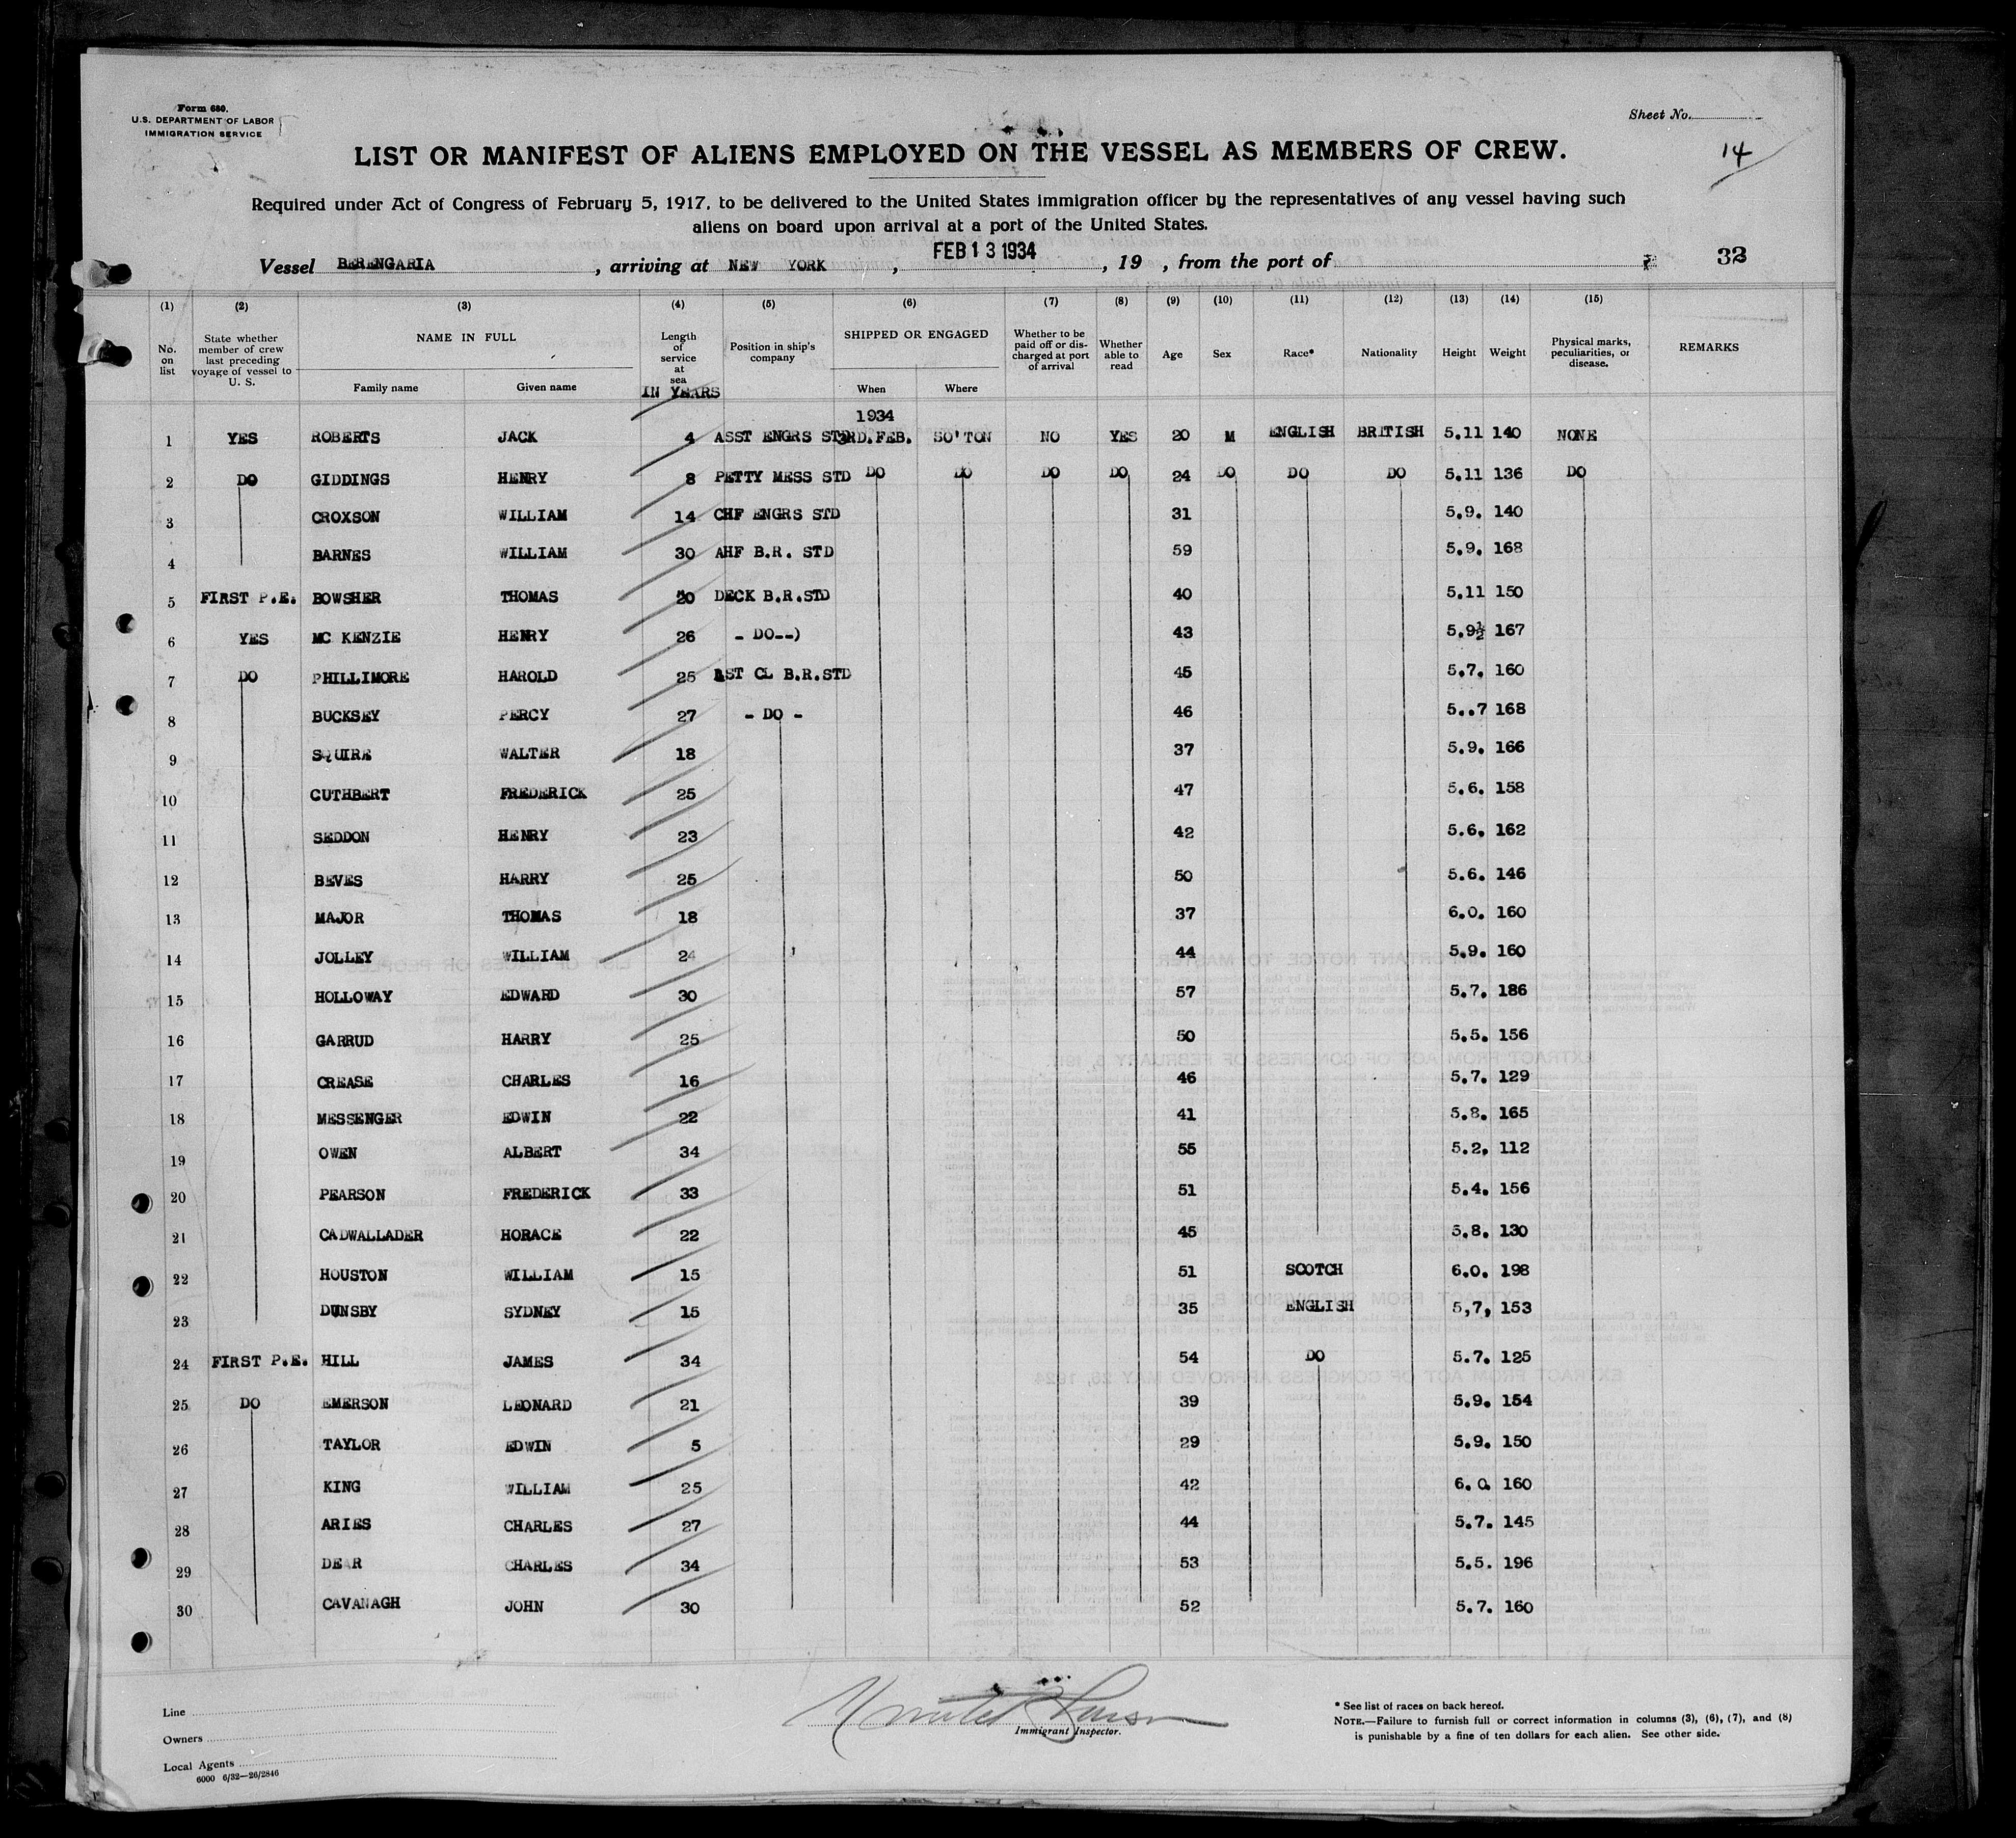 Form 680.
U.S. DEPARTMENT OF LABOR
IMMIGRATION SERVICE
Sheet No.
14
LIST OR MANIFEST OF ALIENS EMPLOYED ON THE VESSEL AS MEMBERS OF CREW.
Required under Act of Congress of February 5, 1917, to be delivered to the United States immigration officer by the representatives of any vessel having such
aliens on board upon arrival at a port of the United States.
Vessel BERENGARIA, arriving at NEW YORK, FEB 13 1934, 19 , from the port of
33
(1) (2) (3) (4) (5) (6) (7) (8) (9) (10) (11) (12) (13) (14) (15)
No. on list State whether member of crew last preceding voyage of vessel to U. S. NAME IN FULL Family name Given name Length of service at sea IN YEARS Position in ship's company SHIPPED OR ENGAGED When Where Whether to be paid off or discharged at port of arrival Whether able to read Age Sex Race* Nationality Height Weight Physical marks, peculiarities, or disease. REMARKS
1934
1 YES ROBERTS JACK 4 ASST ENGRS STD 3RD.FEB. SO'TON NO YES 20 M ENGLISH BRITISH 5.11 140 NONE
2 DO GIDDINGS HENRY 8 PETTY MESS STD DO DO DO DO 24 DO DO DO 5.11 136 DO
3 CROXSON WILLIAM 14 CHF ENGRS STD 31 5.9. 140
4 BARNES WILLIAM 30 AHF B.R. STD 59 5.9. 168
5 FIRST P.E. BOWSHER THOMAS 20 DECK B.R.STD 40 5.11 150
6 YES MC KENZIE HENRY 26 - DO--) 43 5.9½ 167
7 DO PHILLIMORE HAROLD 25 1ST CL B.R.STD 45 5.7. 160
8 BUCKSEY PERCY 27 - DO - 46 5..7 168
9 SQUIRE WALTER 18 37 5.9. 166
10 CUTHBERT FREDERICK 25 47 5.6. 158
11 SEDDON HENRY 23 42 5.6. 162
12 BEVES HARRY 25 50 5.6. 146
13 MAJOR THOMAS 18 37 6.0. 160
14 JOLLEY WILLIAM 24 44 5.9. 160
15 HOLLOWAY EDWARD 30 57 5.7. 186
16 GARRUD HARRY 25 50 5.5. 156
17 CREASE CHARLES 16 46 5.7. 129
18 MESSENGER EDWIN 22 41 5.8. 165
19 OWEN ALBERT 34 55 5.2, 112
20 PEARSON FREDERICK 33 51 5.4. 156
21 CADWALLADER HORACE 22 45 5.8. 130
22 HOUSTON WILLIAM 15 51 SCOTCH 6.0. 198
23 DUNSBY SYDNEY 15 35 ENGLISH 5,7, 153
24 FIRST P.E. HILL JAMES 34 54 DO 5.7. 125
25 DO EMERSON LEONARD 21 39 5.9. 154
26 TAYLOR EDWIN 5 29 5.9. 150
27 KING WILLIAM 25 42 6.0. 160
28 ARIES CHARLES 27 44 5.7. 145
29 DEAR CHARLES 34 53 5.5. 196
30 CAVANAGH JOHN 30 52 5.7. 160
Line
Owners
Local Agents
6000 6/32—26/2846
Immigrant Inspector.
* See list of races on back hereof.
NOTE.—Failure to furnish full or correct information in columns (3), (6), (7), and (8)
is punishable by a fine of ten dollars for each alien. See other side.